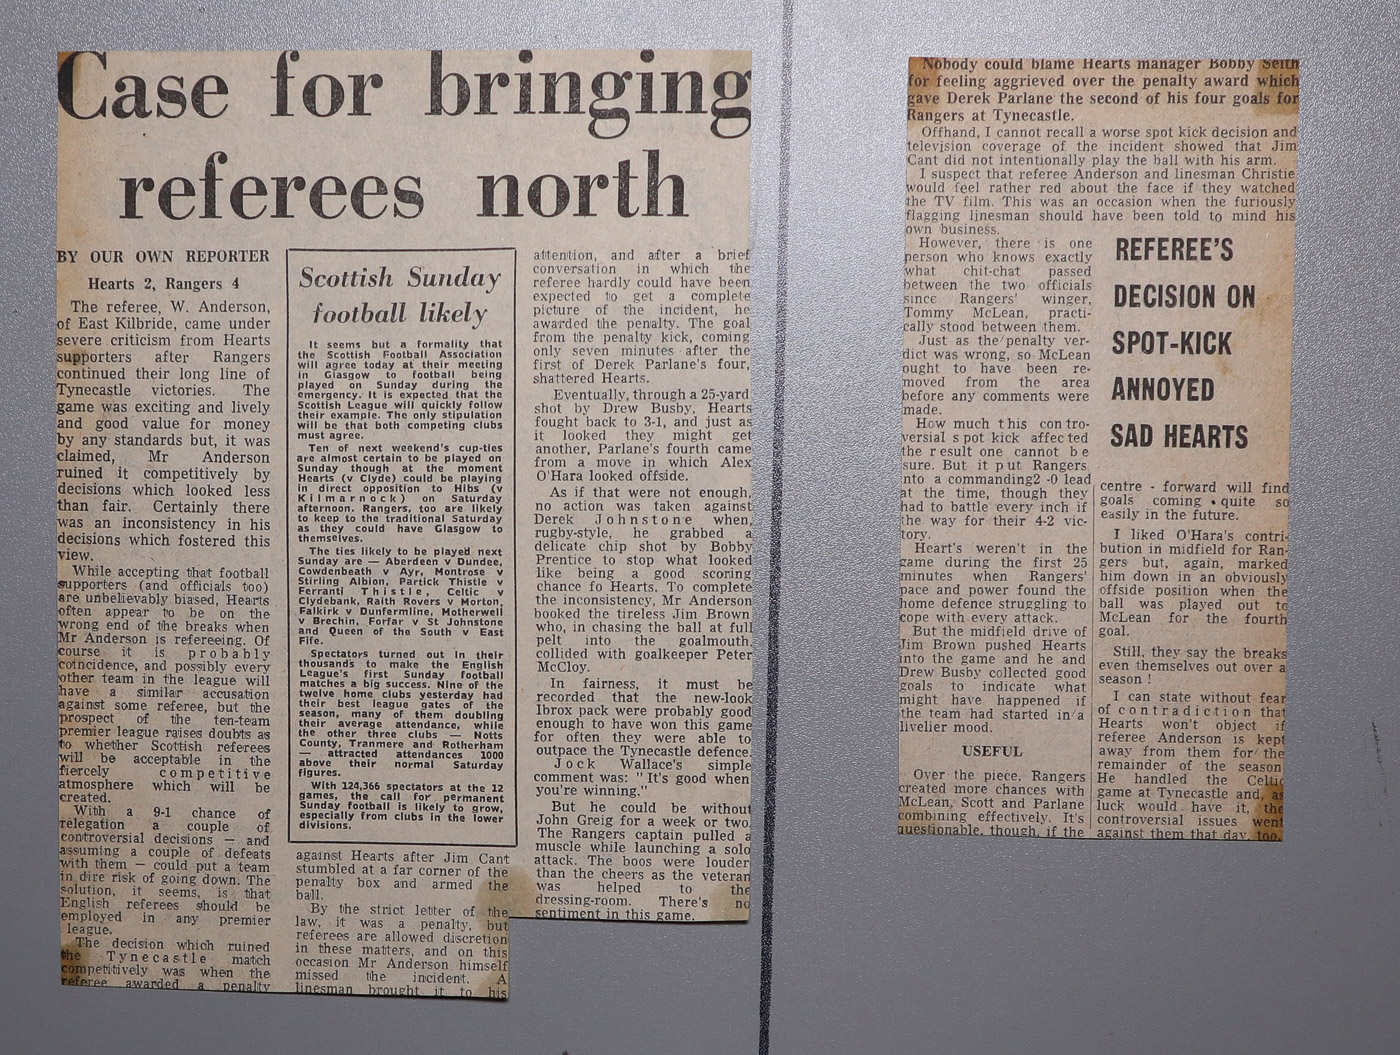 Case for bringing
referees north
BY OUR OWN REPORTER
Hearts 2, Rangers 4
The referee, W. Anderson,
of East Kilbride, came under
severe criticism from Hearts
supporters after Rangers
continued their long line of
Tynecastle victories. The
game was exciting and lively
and good value for money
by any standards but, it was
claimed, Mr Anderson
ruined it competitively by
decisions which looked less
than fair. Certainly there
was an inconsistency in his
decisions which fostered this
view.
While accepting that football
supporters (and officials too)
are unbelievably biased, Hearts
often appear to be on the
wrong end of the breaks when
Mr Anderson is refereeing. Of
course it is probably
coincidence, and possibly every
other team in the league will
have a similar accusation
against some referee, but the
prospect of the ten-team
premier league raises doubts as
to whether Scottish referees
will be acceptable in the
fiercely competitive
atmosphere which will be
created.
With a 9-1 chance of
relegation a couple of
controversial decisions — and
assuming a couple of defeats
with them — could put a team
in dire risk of going down. The
solution, it seems, is that
English referees should be
employed in any premier
league.
The decision which ruined
the Tynecastle match
competitively was when the
referee awarded a penalty
Scottish Sunday
football likely
It seems but a formality that
the Scottish Football Association
will agree today at their meeting
in Glasgow to football being
played on Sunday during the
emergency. It is expected that the
Scottish League will quickly follow
their example. The only stipulation
will be that both competing clubs
must agree.
Ten of next weekend's cup-ties
are almost certain to be played on
Sunday though at the moment
Hearts (v Clyde) could be playing
in direct opposition to Hibs (v
Kilmarnock) on Saturday
afternoon. Rangers, too are likely
to keep to the traditional Saturday
as they could have Glasgow to
themselves.
The ties likely to be played next
Sunday are — Aberdeen v Dundee,
Cowdenbeath v Ayr, Montrose v
Stirling Albion, Partick Thistle v
Ferranti Thistle, Celtic v
Clydebank, Raith Rovers v Morton,
Falkirk v Dunfermline, Motherwell
v Brechin, Forfar v St Johnstone
and Queen of the South v East
Fife.
Spectators turned out in their
thousands to make the English
League's first Sunday football
matches a big success. Nine of the
twelve home clubs yesterday had
their best league gates of the
season, many of them doubling
their average attendance, while
the other three clubs — Notts
County, Tranmere and Rotherham
— attracted attendances 1000
above their normal Saturday
figures.
With 124,366 spectators at the 12
games, the call for permanent
Sunday football is likely to grow,
especially from clubs in the lower
divisions.
against Hearts after Jim Cant
stumbled at a far corner of the
penalty box and armed the
ball.
By the strict letter of the
law, it was a penalty, but
referees are allowed discretion
in these matters, and on this
occasion Mr Anderson himself
missed the incident. A
linesman brought it to his
attention, and after a brief
conversation in which the
referee hardly could have been
expected to get a complete
picture of the incident, he
awarded the penalty. The goal
from the penalty kick, coming
only seven minutes after the
first of Derek Parlane's four,
shattered Hearts.
Eventually, through a 25-yard
shot by Drew Busby, Hearts
fought back to 3-1, and just as
it looked they might get
another, Parlane's fourth came
from a move in which Alex
O'Hara looked offside.
As if that were not enough,
no action was taken against
Derek Johnstone when,
rugby-style, he grabbed a
delicate chip shot by Bobby
Prentice to stop what looked
like being a good scoring
chance fo Hearts. To complete
the inconsistency, Mr Anderson
booked the tireless Jim Brown
who, in chasing the ball at full
pelt into the goalmouth,
collided with goalkeeper Peter
McCloy.
In fairness, it must be
recorded that the new-look
Ibrox pack were probably good
enough to have won this game
for often they were able to
outpace the Tynecastle defence.
Jock Wallace's simple
comment was: "It's good when
you're winning."
But he could be without
John Greig for a week or two.
The Rangers captain pulled a
muscle while launching a solo
attack. The boos were louder
than the cheers as the veteran
was helped to the
dressing-room. There's no
sentiment in this game.
Nobody could blame Hearts manager Bobby Seith
for feeling aggrieved over the penalty award which
gave Derek Parlane the second of his four goals for
Rangers at Tynecastle.
Offhand, I cannot recall a worse spot kick decision and
television coverage of the incident showed that Jim
Cant did not intentionally play the ball with his arm.
I suspect that referee Anderson and linesman Christie
would feel rather red about the face if they watched
the TV film. This was an occasion when the furiously
flagging linesman should have been told to mind his
own business.
However, there is one
person who knows exactly
what chit-chat passed
between the two officials
since Rangers' winger,
Tommy McLean, practi-
cally stood between them.
Just as the penalty ver-
dict was wrong, so McLean
ought to have been re-
moved from the area
before any comments were
made.
How much this contro-
versial spot kick affected
the result one cannot be
sure. But it put Rangers
into a commanding2 -0 lead
at the time, though they
had to battle every inch if
the way for their 4-2 vic-
tory.
Heart's weren't in the
game during the first 25
minutes when Rangers'
pace and power found the
home defence struggling to
cope with every attack.
But the midfield drive of
Jim Brown pushed Hearts
into the game and he and
Drew Busby collected good
goals to indicate what
might have happened if
the team had started in a
livelier mood.
USEFUL
Over the piece, Rangers
created more chances with
McLean, Scott and Parlane
combining effectively. It's
questionable, though, if the
REFEREE'S
DECISION ON
SPOT-KICK
ANNOYED
SAD HEARTS
centre - forward will find
goals coming quite so
easily in the future.
I liked O'Hara's contri-
bution in midfield for Ran-
gers but, again, marked
him down in an obviously
offside position when the
ball was played out to
McLean for the fourth
goal.
Still, they say the breaks
even themselves out over a
season !
I can state without fear
of contradiction that
Hearts won't object if
referee Anderson is kept
away from them for the
remainder of the season
He handled the Celtic
game at Tynecastle and, as
luck would have it, the
controversial issues went
against them that day, too.